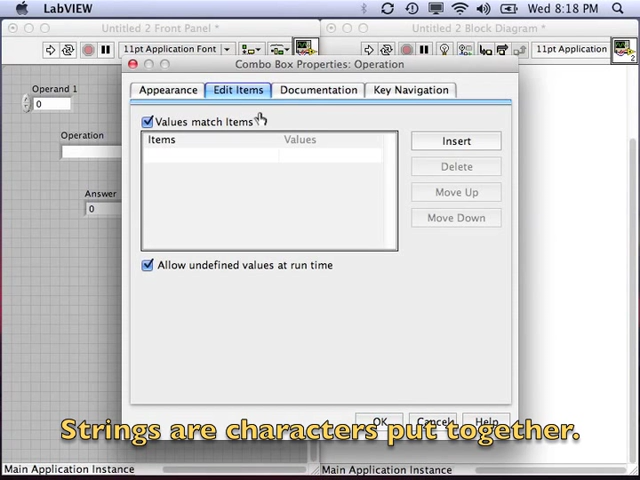 LabVIEW
Wed 8:18 PM
Untitled 2 Front Panel *
Untitled 2 Block Diagram *
11pt Application Font
11pt Application
2
Combo Box Properties: Operation
Appearance
Edit Items
Documentation
Key Navigation
Operand 1
0
Operation
Answer
0
Values match Items
Items
Values
Insert
Delete
Move Up
Move Down
Allow undefined values at run time
OK
Cancel
Help
Strings are characters put together.
Main Application Instance
Main Application Instance